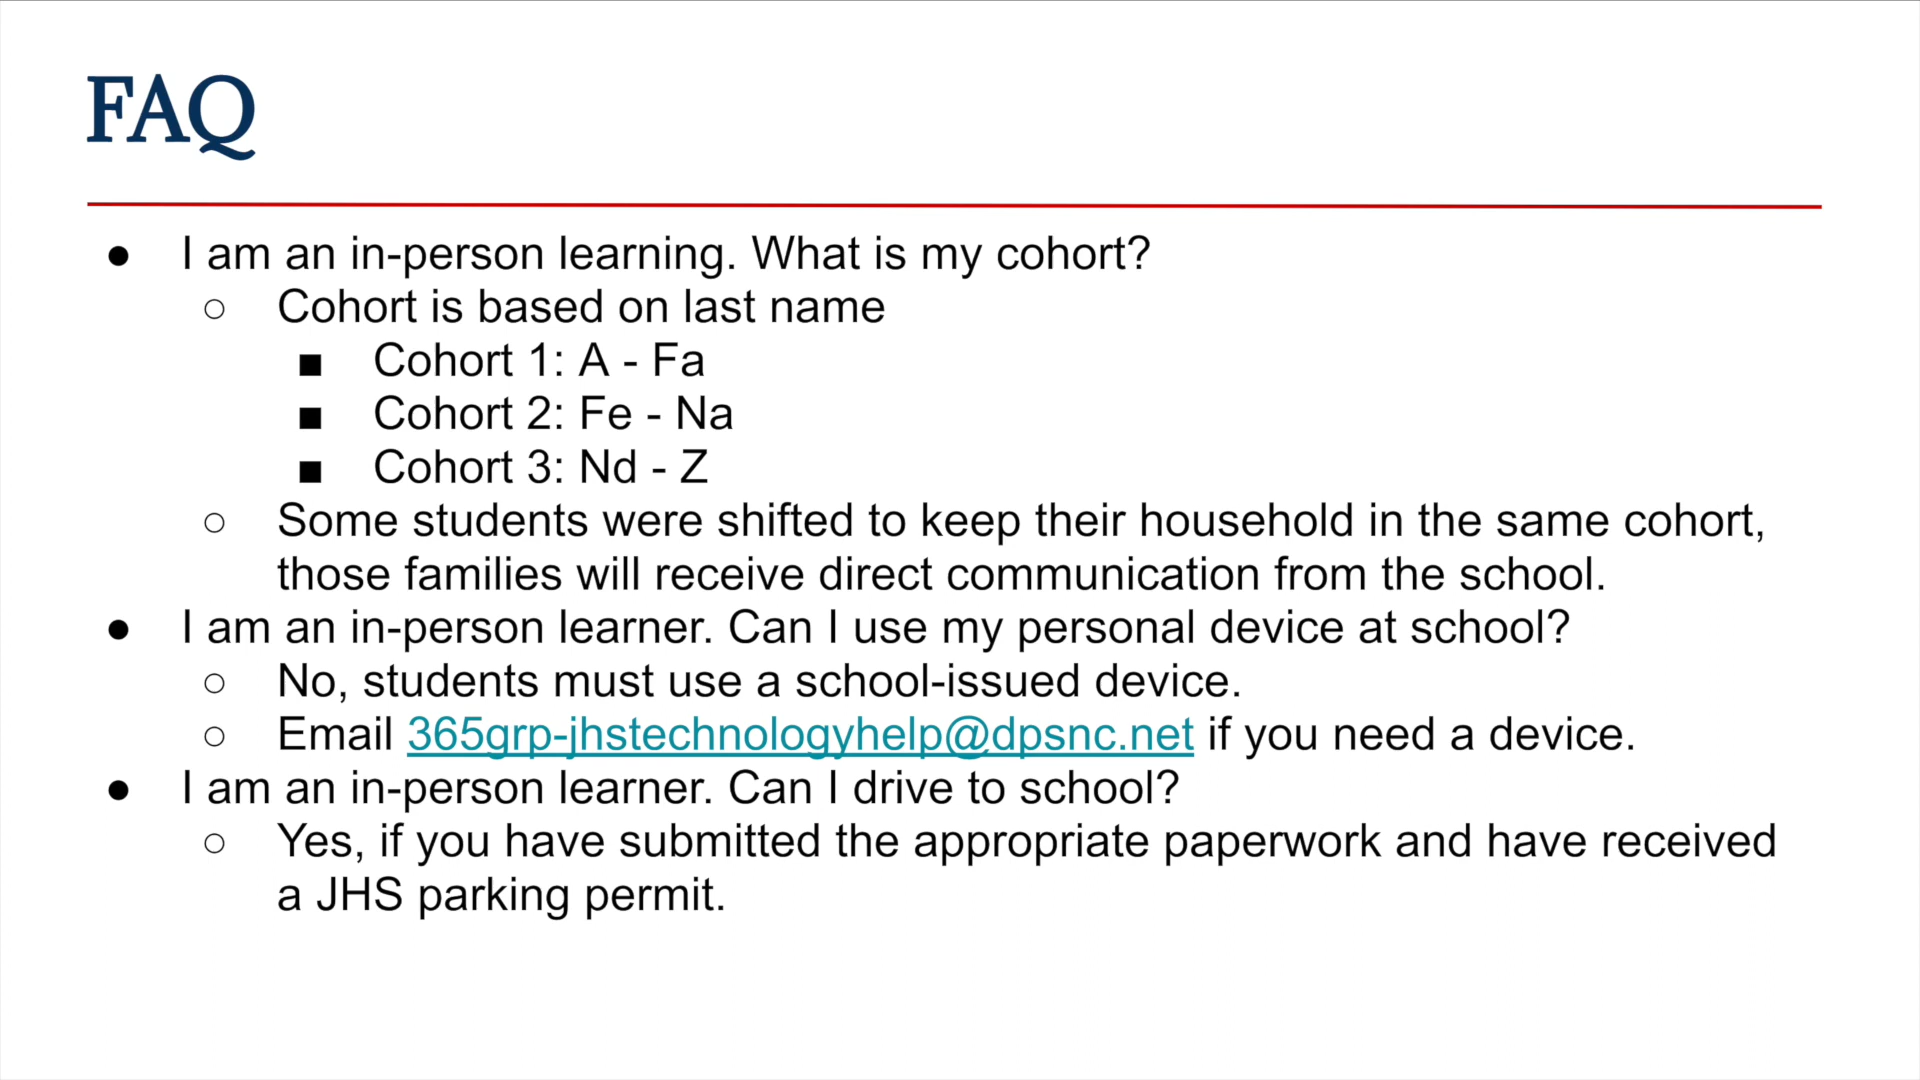 FAQ
● I am an in-person learning. What is my cohort?
○ Cohort is based on last name
■ Cohort 1: A - Fa
■ Cohort 2: Fe - Na
■ Cohort 3: Nd - Z
○ Some students were shifted to keep their household in the same cohort,
those families will receive direct communication from the school.
● I am an in-person learner. Can I use my personal device at school?
○ No, students must use a school-issued device.
○ Email 365grp-jhstechnologyhelp@dpsnc.net if you need a device.
● I am an in-person learner. Can I drive to school?
○ Yes, if you have submitted the appropriate paperwork and have received
a JHS parking permit.